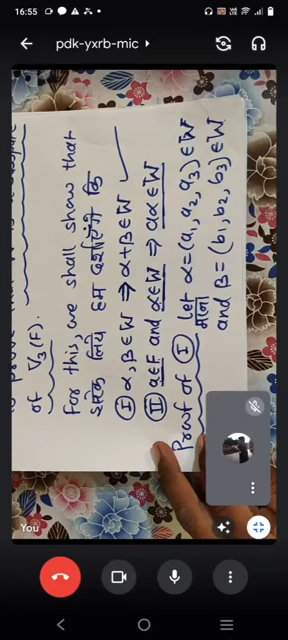 16:55
pdk-yxrb-mic
of V₃(F).
For this, we shall show that
इसके लिये हम दर्शायेंगे कि
Ⓘ α, β ∈ W ⇒ α+β ∈ W
Ⓘⓘ a∈F and α∈W ⇒ aα∈W
Proof of Ⓘ let α = (a₁, a₂, a₃) ∈ W
माना
and β = (b₁, b₂, b₃) ∈ W
You